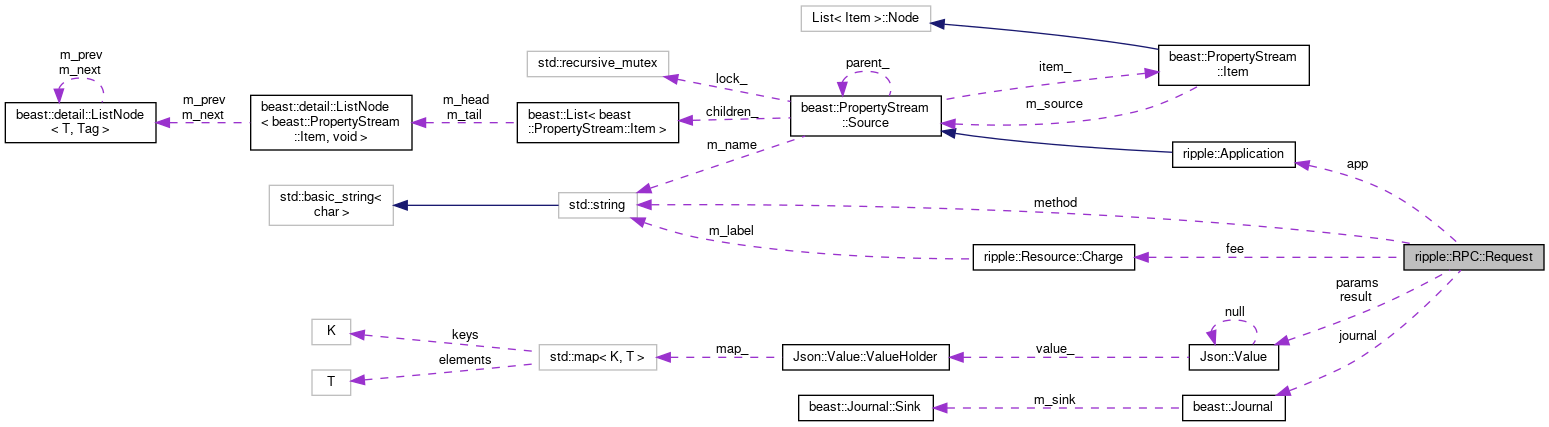 List< Item >::Node
m_prev
m_next
std::recursive_mutex
parent_
item_
beast::PropertyStream
::Item
lock_
m_source
beast::detail::ListNode
< T, Tag >
m_prev
m_next
beast::detail::ListNode
< beast::PropertyStream
::Item, void >
m_head
m_tail
beast::List< beast
::PropertyStream::Item >
children_
beast::PropertyStream
::Source
m_name
ripple::Application
app
std::basic_string<
char >
std::string
method
m_label
ripple::Resource::Charge
fee
ripple::RPC::Request
params
result
null
journal
K
keys
elements
T
std::map< K, T >
map_
Json::Value::ValueHolder
value_
Json::Value
beast::Journal::Sink
m_sink
beast::Journal